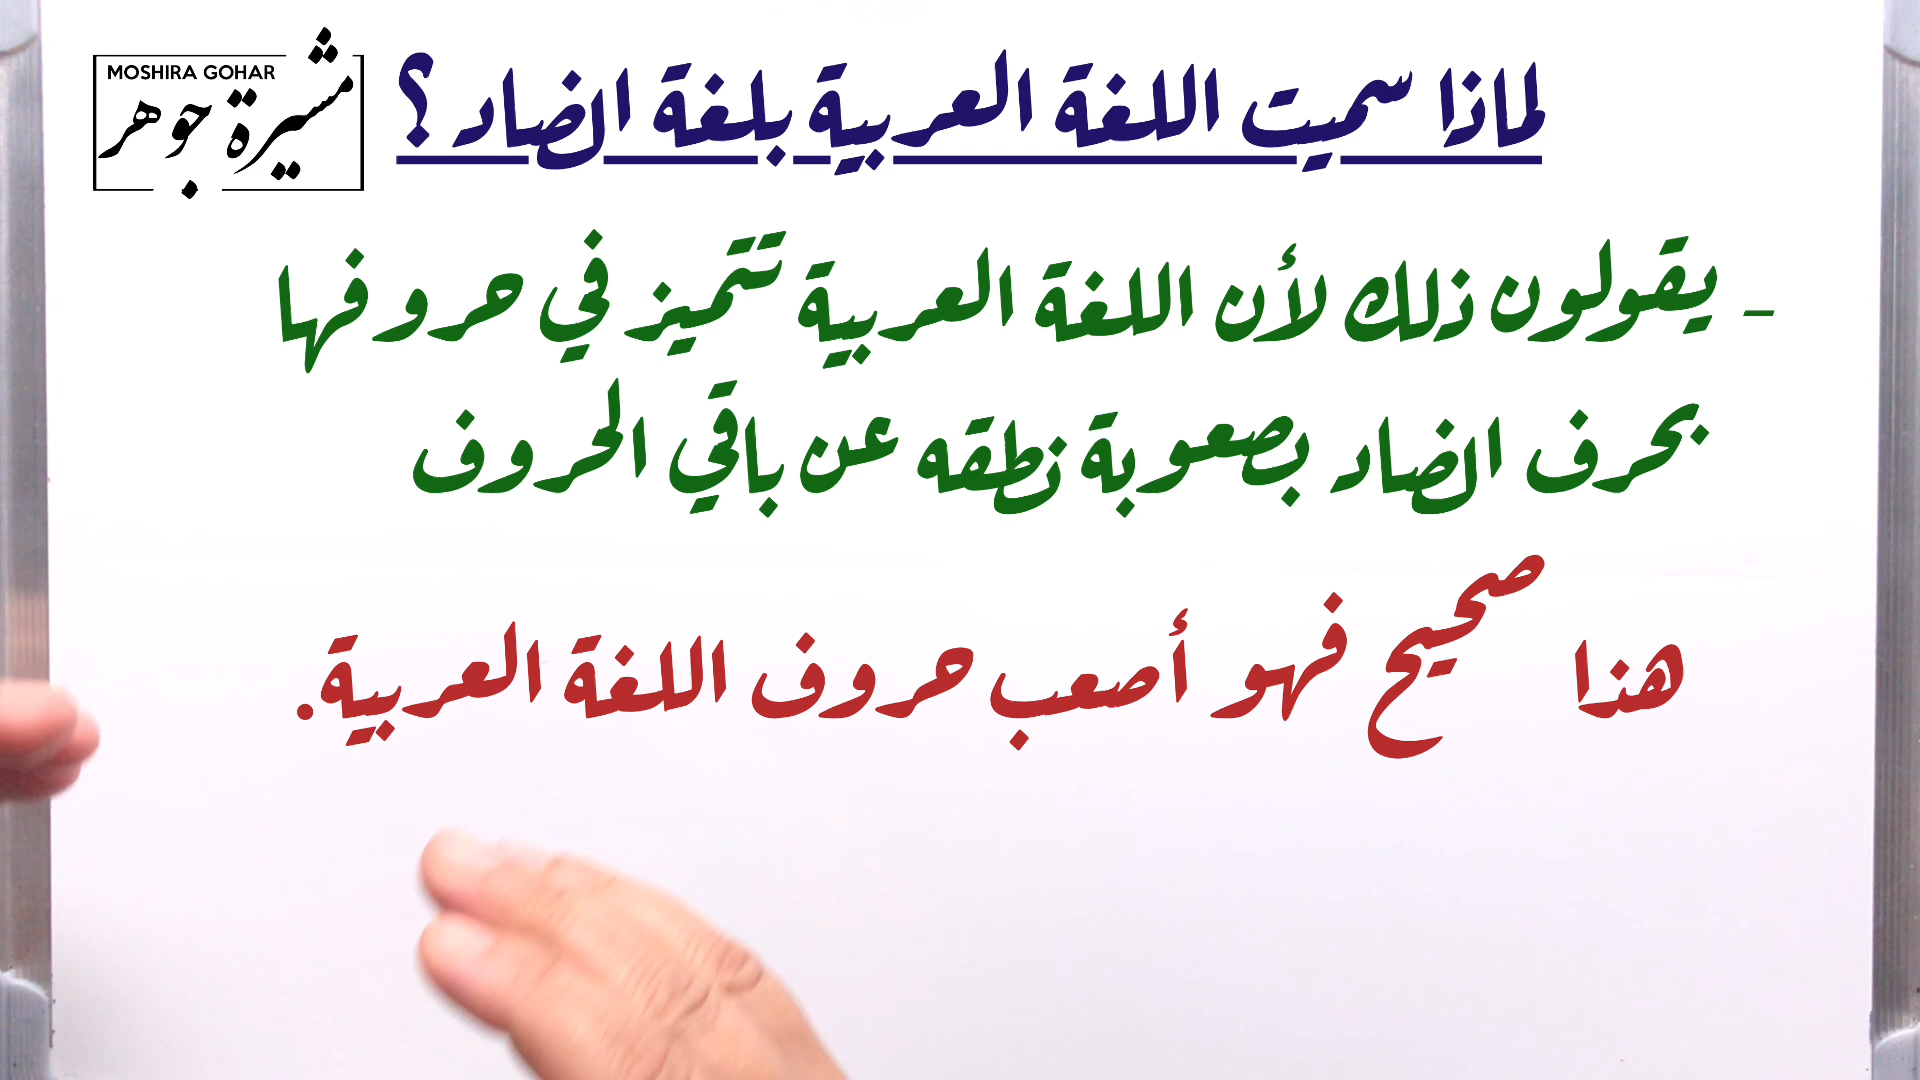 لماذا سميت اللغة العربية بلغة الضاد ؟
MOSHIRA GOHAR
مشيرة جوهر
- يقولون ذلك لأن اللغة العربية تتميز في حروفها
بحرف الضاد بصعوبة نطقه عن باقي الحروف
هذا صحيح فهو أصعب حروف اللغة العربية.